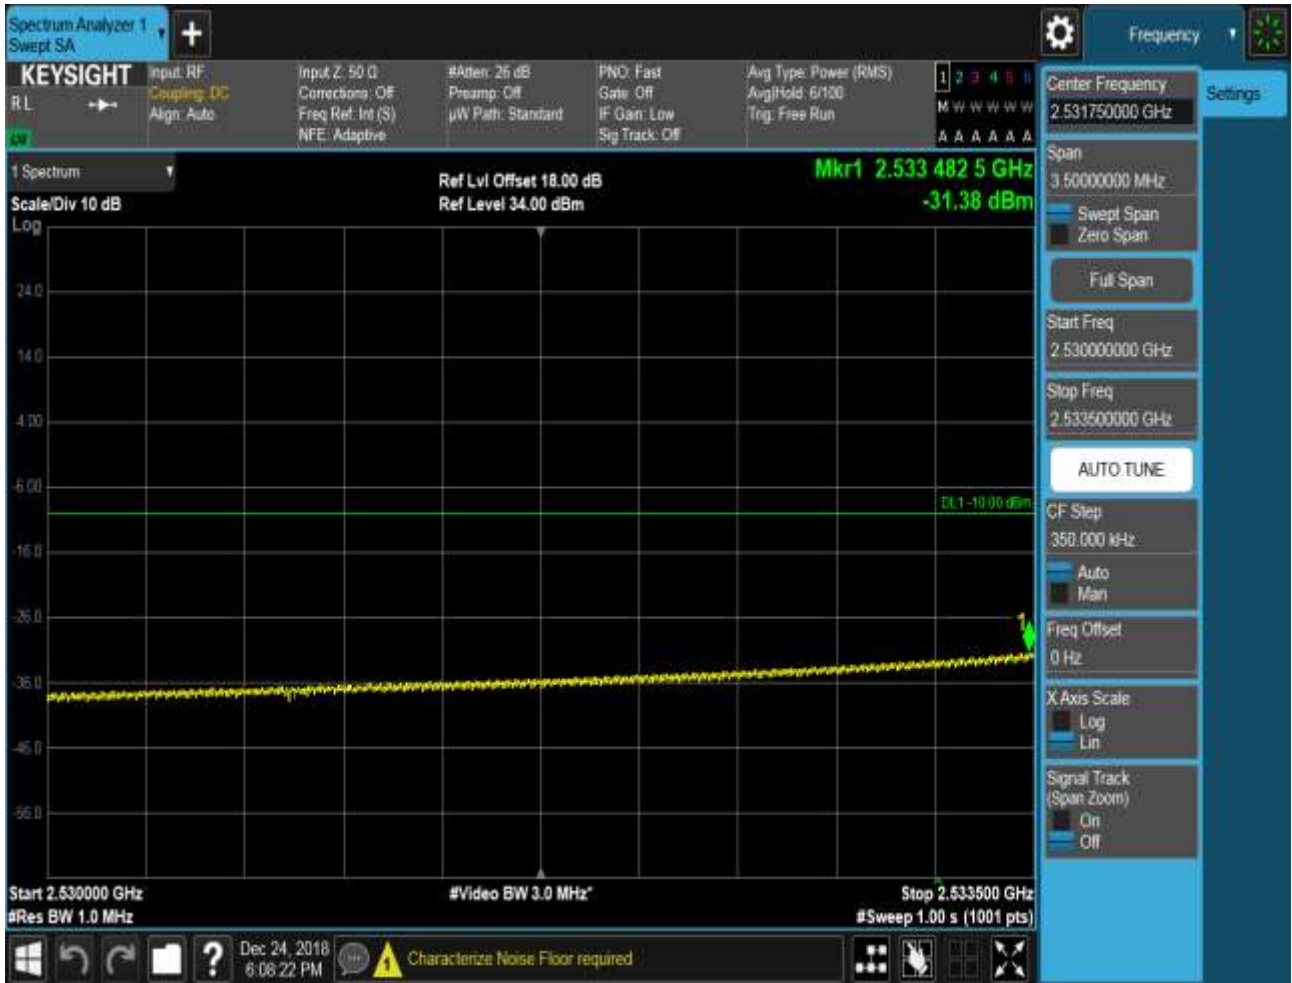 Spectrum Analyzer 1
Swept SA
Frequency
KEYSIGHT
R L
Input: RF
Coupling: DC
Align: Auto
Input Z: 50 Ω
Corrections: Off
Freq Ref: Int (S)
NFE: Adaptive
#Atten: 26 dB
Preamp: Off
µW Path: Standard
PNO: Fast
Gate: Off
IF Gain: Low
Sig Track: Off
Avg Type: Power (RMS)
Avg|Hold: 6/100
Trig: Free Run
1 2 3 4 5 6
M W W W W W
A A A A A A
Settings
1 Spectrum
Scale/Div 10 dB
Log
Ref Lvl Offset 18.00 dB
Ref Level 34.00 dBm
Mkr1 2.533 482 5 GHz
-31.38 dBm
24.0
14.0
4.00
-6.00
-16.0
-26.0
-36.0
-46.0
-56.0
DL1 -10.00 dBm
1
Start 2.530000 GHz
#Res BW 1.0 MHz
#Video BW 3.0 MHz*
Stop 2.533500 GHz
#Sweep 1.00 s (1001 pts)
Center Frequency
2.531750000 GHz
Span
3.50000000 MHz
Swept Span
Zero Span
Full Span
Start Freq
2.530000000 GHz
Stop Freq
2.533500000 GHz
AUTO TUNE
CF Step
350.000 kHz
Auto
Man
Freq Offset
0 Hz
X Axis Scale
Log
Lin
Signal Track
(Span Zoom)
On
Off
?
Dec 24, 2018
6:08:22 PM
1
Characterize Noise Floor required